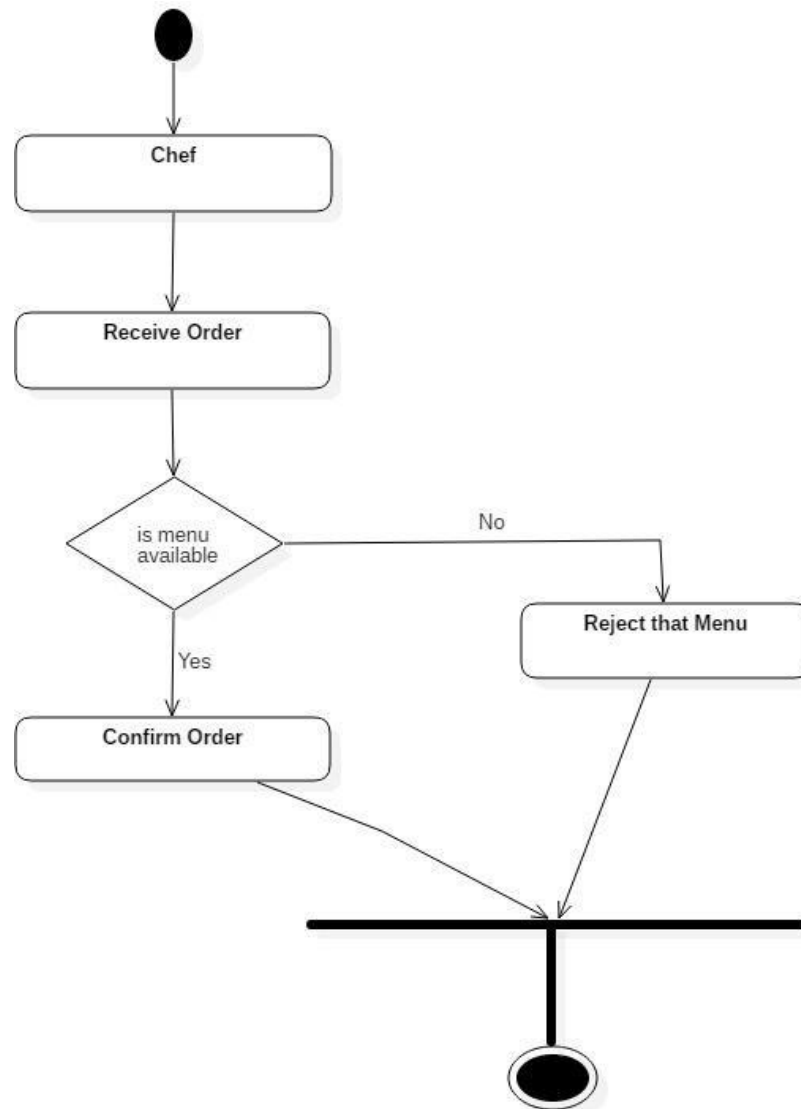 Chef
Receive Order
is menu
available
No
Reject that Menu
Yes
Confirm Order